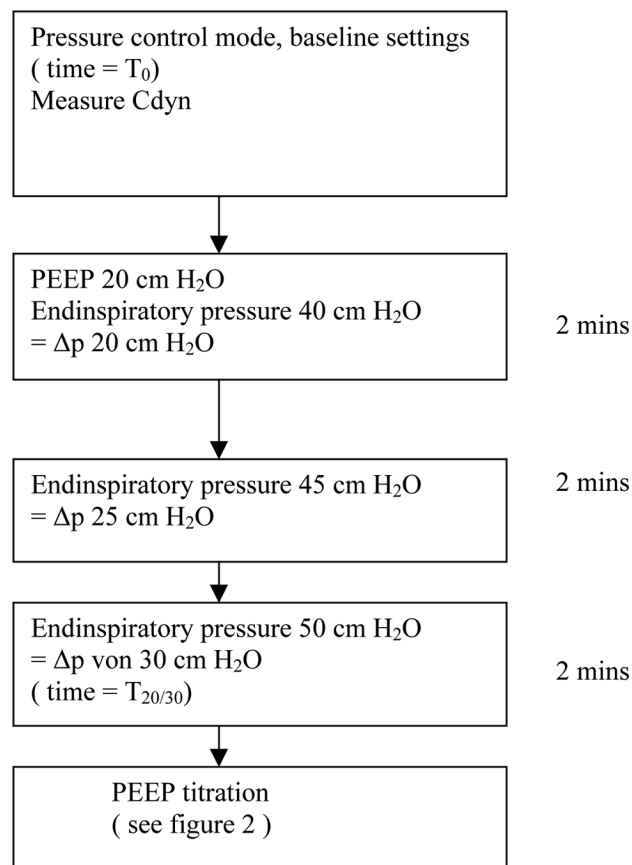 Pressure control mode, baseline settings
( time = T₀)
Measure Cdyn
PEEP 20 cm H₂O
Endinspiratory pressure 40 cm H₂O
= Δp 20 cm H₂O
2 mins
Endinspiratory pressure 45 cm H₂O
= Δp 25 cm H₂O
2 mins
Endinspiratory pressure 50 cm H₂O
= Δp von 30 cm H₂O
( time = T₂₀/₃₀)
2 mins
PEEP titration
( see figure 2 )